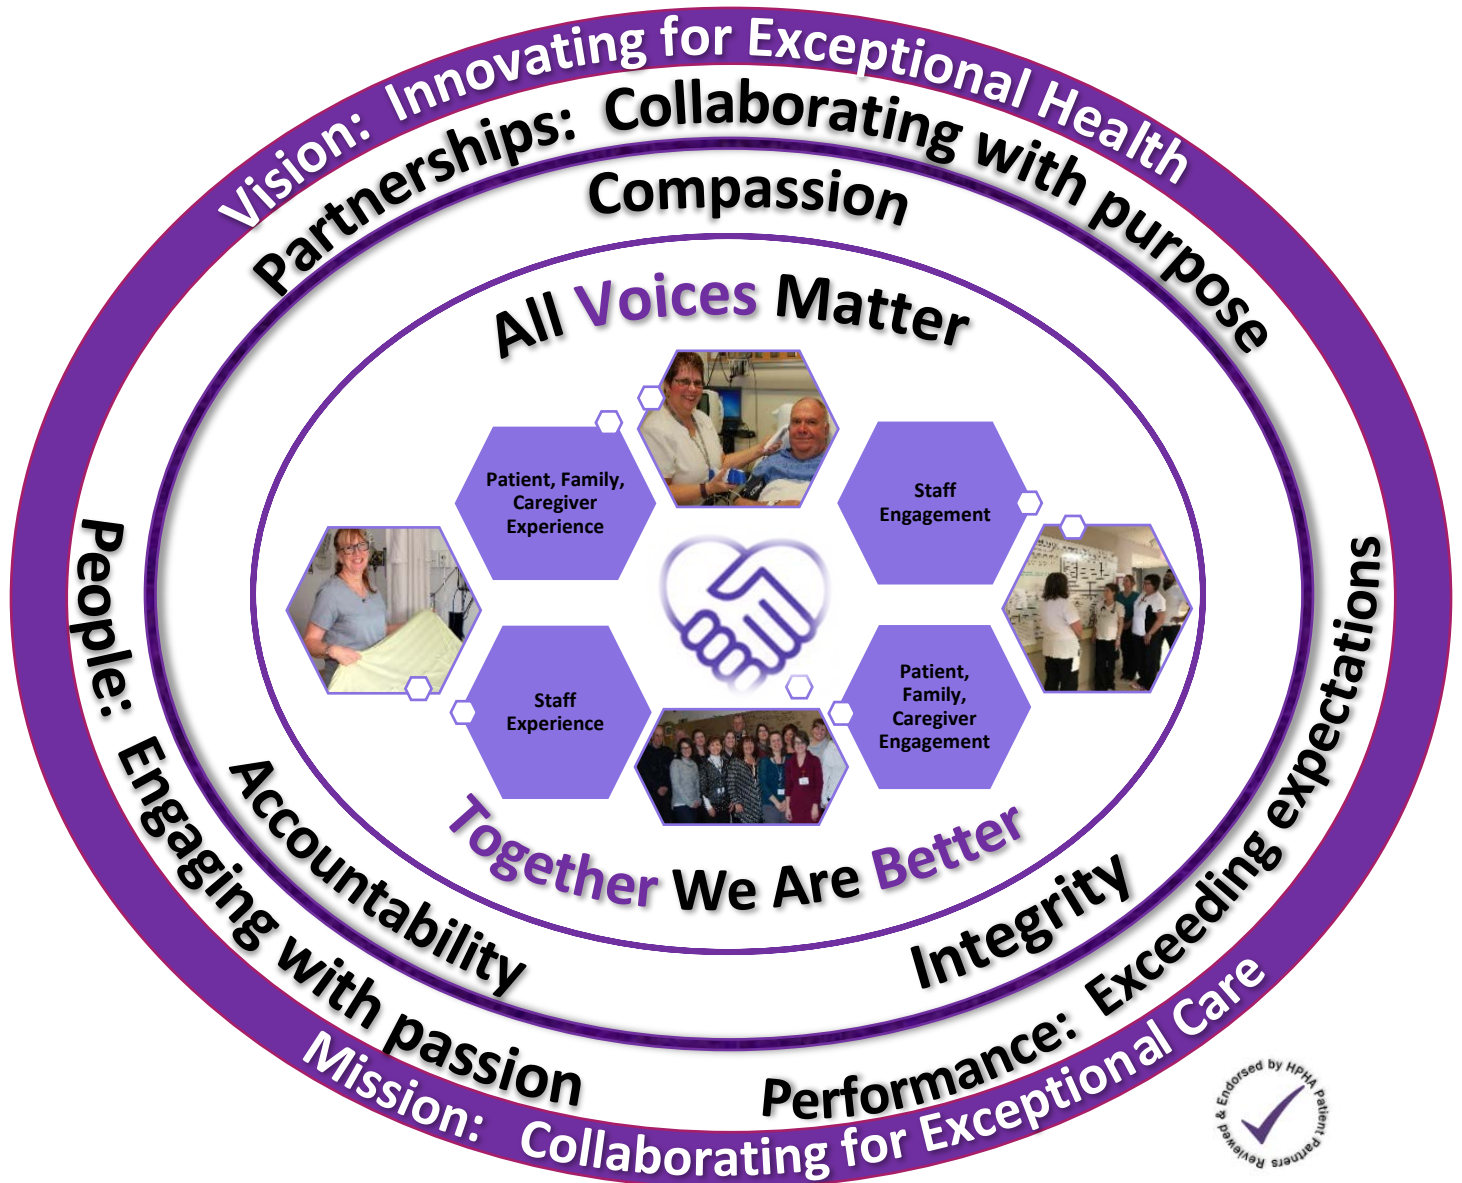 Vision: Innovating for Exceptional Health
Partnerships: Collaborating with purpose
Compassion
All Voices Matter
Patient, Family,
Caregiver
Experience
Staff
Engagement
Staff
Experience
Patient,
Family,
Caregiver
Engagement
Together We Are Better
Accountability
Integrity
People: Engaging with passion
Performance: Exceeding expectations
Mission: Collaborating for Exceptional Care
Reviewed & Endorsed by HPHA Patient Partners